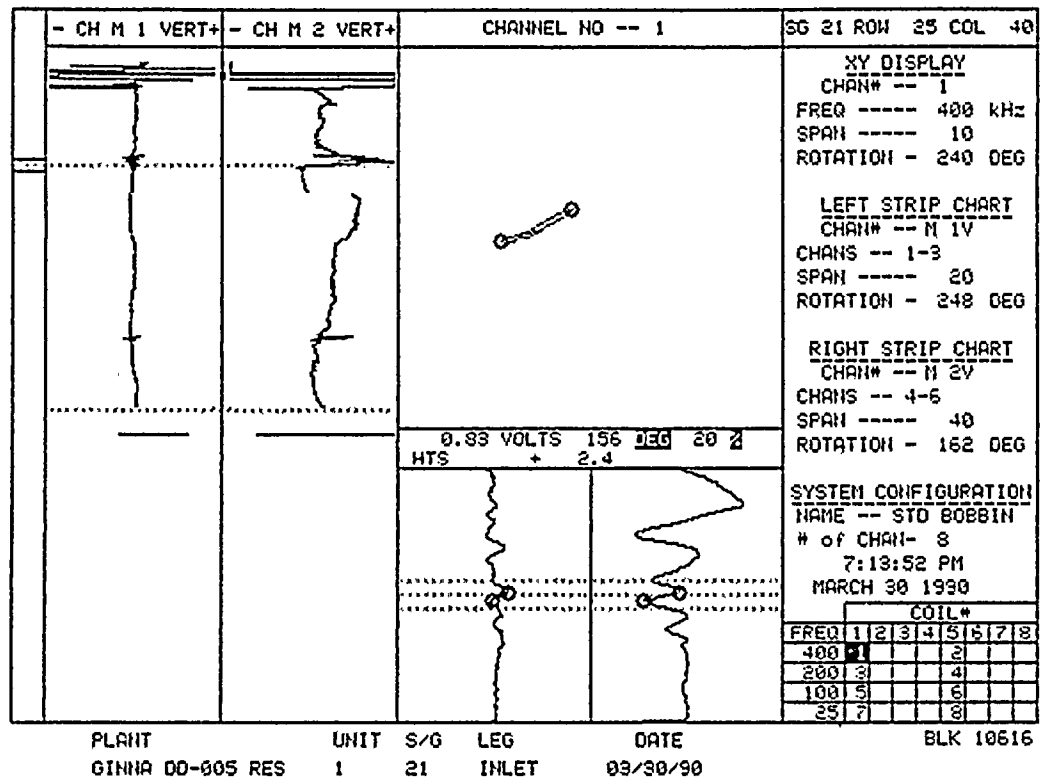 - CH M 1 VERT+
- CH M 2 VERT+
CHANNEL NO -- 1
SG 21 ROW 25 COL 40
XY DISPLAY
CHAN# -- 1
FREQ ----- 400 kHz
SPAN ----- 10
ROTATION - 240 DEG
LEFT STRIP CHART
CHAN# -- M 1V
CHANS -- 1-3
SPAN ----- 20
ROTATION - 248 DEG
RIGHT STRIP CHART
CHAN# -- M 2V
CHANS -- 4-6
SPAN ----- 40
ROTATION - 162 DEG
0.83 VOLTS 156 DEG 20 %
HTS + 2.4
SYSTEM CONFIGURATION
NAME -- STD BOBBIN
# of CHAN- 8
7:13:52 PM
MARCH 30 1990
COIL#
FREQ 1 2 3 4 5 6 7 8
400 1 2
200 3 4
100 5 6
25 7 8
PLANT UNIT S/G LEG DATE BLK 10616
GINNA DD-005 RES 1 21 INLET 03/30/90